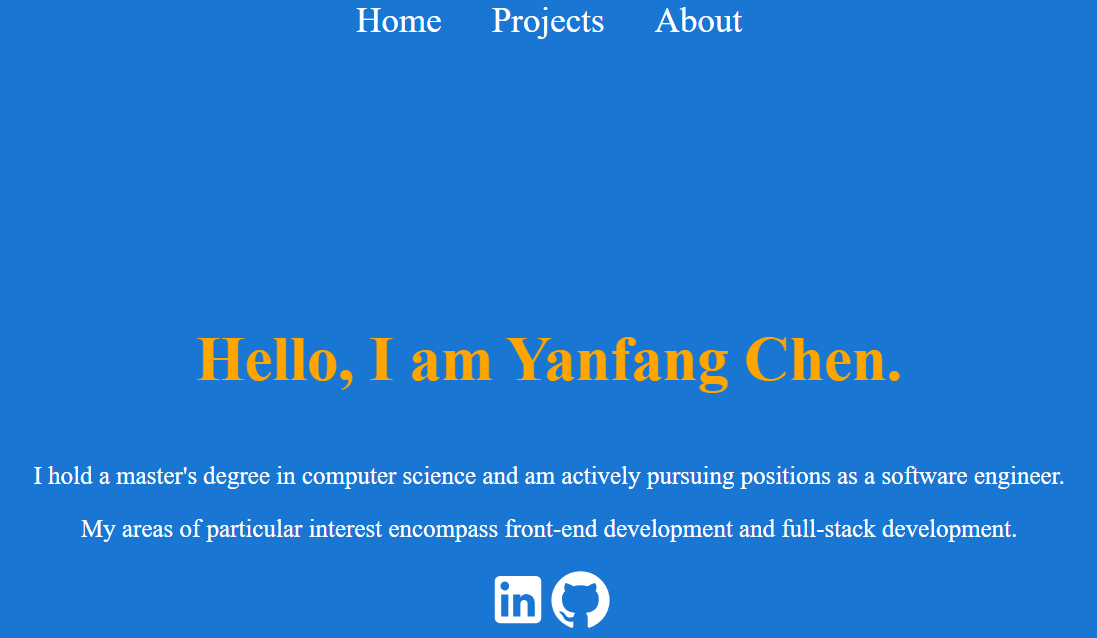 Home Projects About
Hello, I am Yanfang Chen.
I hold a master's degree in computer science and am actively pursuing positions as a software engineer.
My areas of particular interest encompass front-end development and full-stack development.
in